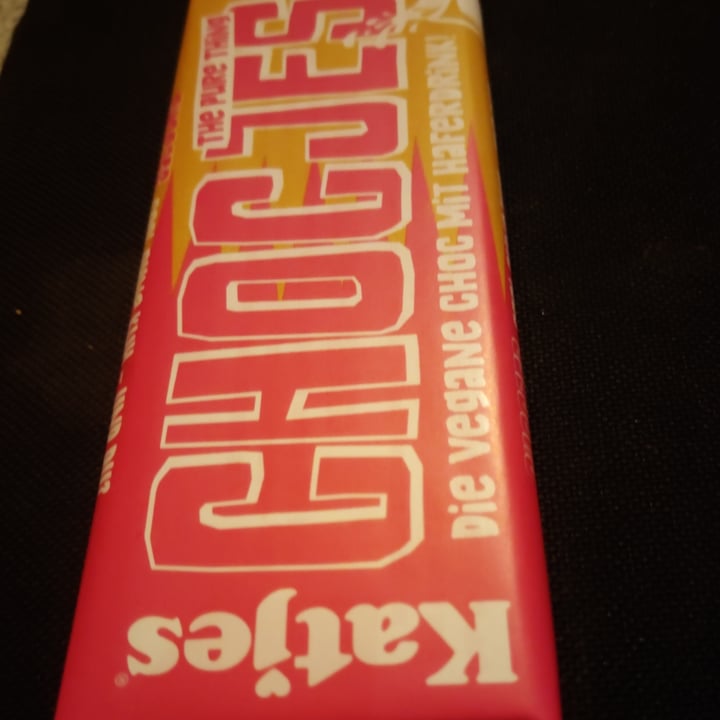 Katjes®
CHOCJES
THE PURE THING
DIE VEGANE CHOC MIT HAFERDRINK!